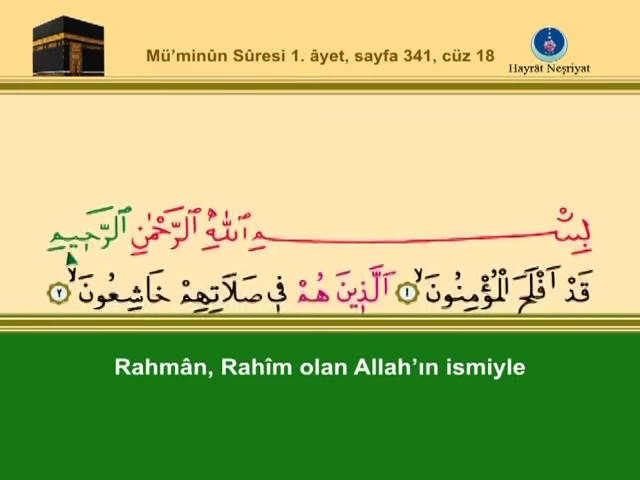 Mü’minûn Sûresi 1. âyet, sayfa 341, cüz 18
Hayrât Neşriyat
بِسْــــــــــــمِ اللّٰهِ الرَّحْمٰنِ الرَّح۪يمِ
قَدْ اَفْلَحَ الْمُؤْمِنُونَۙ ﴿١﴾ اَلَّذ۪ينَ هُمْ ف۪ي صَلَاتِهِمْ خَاشِعُونَۙ ﴿٢﴾
Rahmân, Rahîm olan Allah’ın ismiyle